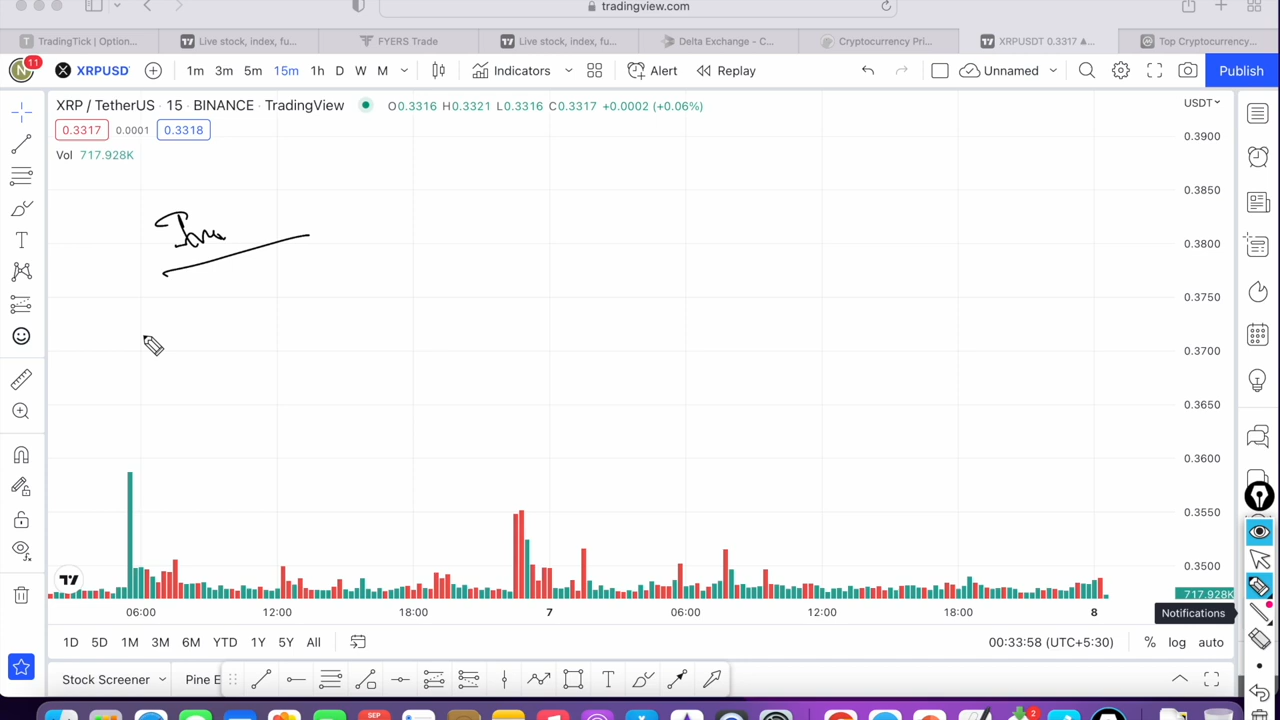 tradingview.com
TradingTick | Option... Live stock, index, fu... FYERS Trade Live stock, index, fu... Delta Exchange - C... Cryptocurrency Pri... XRPUSDT 0.3317 ▲... Top Cryptocurrency...
N 11 XRPUSD 1m 3m 5m 15m 1h D W M Indicators Alert Replay Unnamed Publish
XRP / TetherUS · 15 · BINANCE · TradingView O0.3316 H0.3321 L0.3316 C0.3317 +0.0002 (+0.06%) USDT
0.3317 0.0001 0.3318
0.3900
Vol 717.928K
0.3850
0.3800
0.3750
0.3700
0.3650
0.3600
0.3550
0.3500
717.928K
06:00 12:00 18:00 7 06:00 12:00 18:00 8
Notifications
1D 5D 1M 3M 6M YTD 1Y 5Y All 00:33:58 (UTC+5:30) % log auto
Stock Screener Pine E
SEP 2